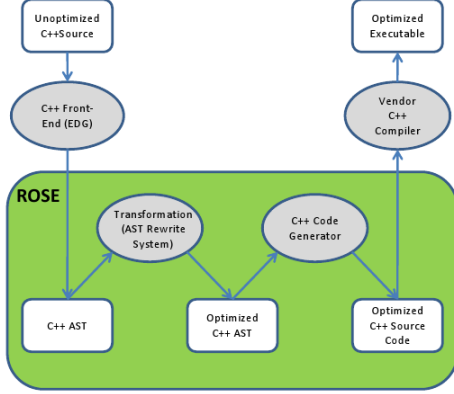 Unoptimized
C++Source
Optimized
Executable
C++ Front-
End (EDG)
Vendor
C++
Compiler
ROSE
Transformation
(AST Rewrite
System)
C++ Code
Generator
C++ AST
Optimized
C++ AST
Optimized
C++ Source
Code